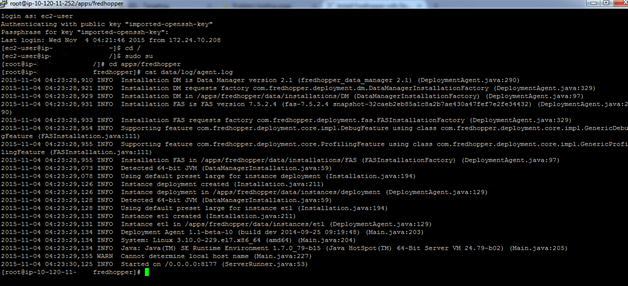 root@ip-10-120-11-252:/apps/fredhopper
login as: ec2-user
Authenticating with public key "imported-openssh-key"
Passphrase for key "imported-openssh-key":
Last login: Wed Nov  4 04:21:46 2015 from 172.24.70.208
[ec2-user@ip- ~]$ cd /
[ec2-user@ip- /]$ sudo su
[root@ip- /]# cd apps/fredhopper
[root@ip- fredhopper]# cat data/log/agent.log
2015-11-04 04:23:28,910 INFO  Installation DM is Data Manager version 2.1 (fredhopper_data_manager 2.1) (DeploymentAgent.java:290)
2015-11-04 04:23:28,921 INFO  Installation DM requests factory com.fredhopper.deployment.dm.DataManagerInstallationFactory (DeploymentAgent.java:329)
2015-11-04 04:23:28,929 INFO  Installation DM in /apps/fredhopper/data/installations/DM (DataManagerInstallationFactory) (DeploymentAgent.java:97)
2015-11-04 04:23:28,931 INFO  Installation FAS is FAS version 7.5.2.4 (fas-7.5.2.4 snapshot-32caeb2eb85a1c8a2b7ae430a47fef7e2fe34432) (DeploymentAgent.java:2
90)
2015-11-04 04:23:28,933 INFO  Installation FAS requests factory com.fredhopper.deployment.fas.FASInstallationFactory (DeploymentAgent.java:329)
2015-11-04 04:23:28,954 INFO  Supporting feature com.fredhopper.deployment.core.impl.DebugFeature using class com.fredhopper.deployment.core.impl.GenericDebu
gFeature (FASInstallation.java:111)
2015-11-04 04:23:28,955 INFO  Supporting feature com.fredhopper.deployment.core.ProfilingFeature using class com.fredhopper.deployment.core.impl.GenericProfi
lingFeature (FASInstallation.java:111)
2015-11-04 04:23:28,955 INFO  Installation FAS in /apps/fredhopper/data/installations/FAS (FASInstallationFactory) (DeploymentAgent.java:97)
2015-11-04 04:23:29,073 INFO  Detected 64-bit JVM (DataManagerInstallation.java:59)
2015-11-04 04:23:29,078 INFO  Using default preset large for instance deployment (Installation.java:194)
2015-11-04 04:23:29,126 INFO  Instance deployment created (Installation.java:211)
2015-11-04 04:23:29,126 INFO  Instance deployment in /apps/fredhopper/data/instances/deployment (DeploymentAgent.java:129)
2015-11-04 04:23:29,128 INFO  Detected 64-bit JVM (DataManagerInstallation.java:59)
2015-11-04 04:23:29,128 INFO  Using default preset large for instance etl (Installation.java:194)
2015-11-04 04:23:29,131 INFO  Instance etl created (Installation.java:211)
2015-11-04 04:23:29,131 INFO  Instance etl in /apps/fredhopper/data/instances/etl (DeploymentAgent.java:129)
2015-11-04 04:23:29,134 INFO  Deployment Agent 1.1-beta-10 (build dev 2014-09-25 09:19:48) (Main.java:203)
2015-11-04 04:23:29,134 INFO  System: Linux 3.10.0-229.el7.x86_64 (amd64) (Main.java:204)
2015-11-04 04:23:29,134 INFO  Java: Java(TM) SE Runtime Environment 1.7.0_79-b15 (Java HotSpot(TM) 64-Bit Server VM 24.79-b02) (Main.java:205)
2015-11-04 04:23:29,155 WARN  Cannot determine local host name (Main.java:227)
2015-11-04 04:23:30,125 INFO  Started on /0.0.0.0:8177 (ServerRunner.java:53)
[root@ip-10-120-11- fredhopper]#